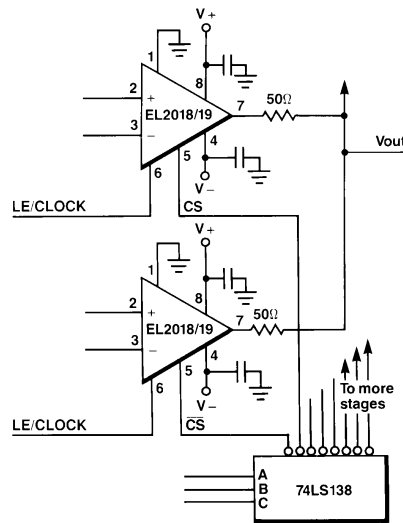 V+
1
8
2
+
EL2018/19
7
50Ω
3
−
4
5
6
V−
Vout
LE/CLOCK
CS
V+
1
8
2
+
EL2018/19
7
50Ω
3
−
4
5
6
V−
To more
stages
LE/CLOCK
C̅S̅
A
B
C
74LS138